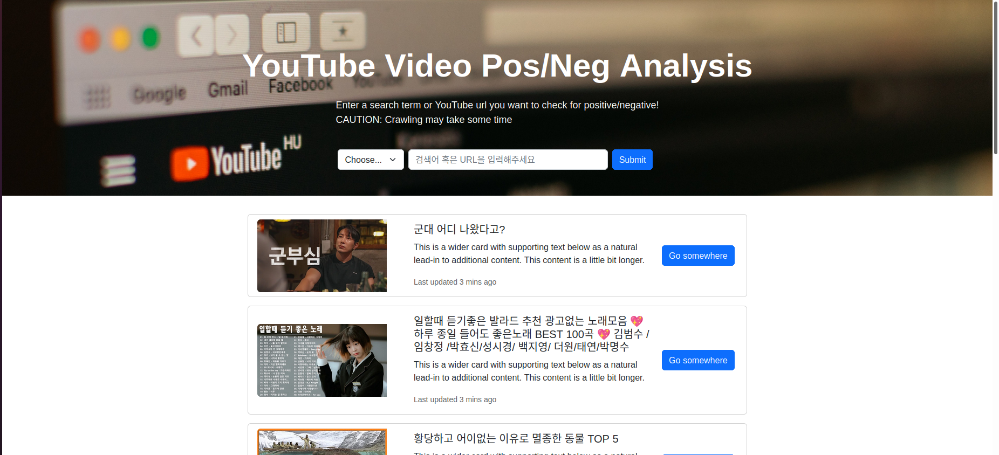 Google Gmail Facebook YouTube
YouTube Video Pos/Neg Analysis
Enter a search term or YouTube url you want to check for positive/negative!
CAUTION: Crawling may take some time
YouTube HU
Choose... 검색어 혹은 URL을 입력해주세요 Submit
군부심
군대 어디 나왔다고?
This is a wider card with supporting text below as a natural
lead-in to additional content. This content is a little bit longer.
Last updated 3 mins ago
Go somewhere
일할때 듣기 좋은 노래
일할때 듣기좋은 발라드 추천 광고없는 노래모음 💖
하루 종일 들어도 좋은노래 BEST 100곡 💖 김범수 /
임창정 /박효신/성시경/ 백지영/ 더원/태연/박명수
This is a wider card with supporting text below as a natural
lead-in to additional content. This content is a little bit longer.
Last updated 3 mins ago
Go somewhere
황당하고 어이없는 이유로 멸종한 동물 TOP 5